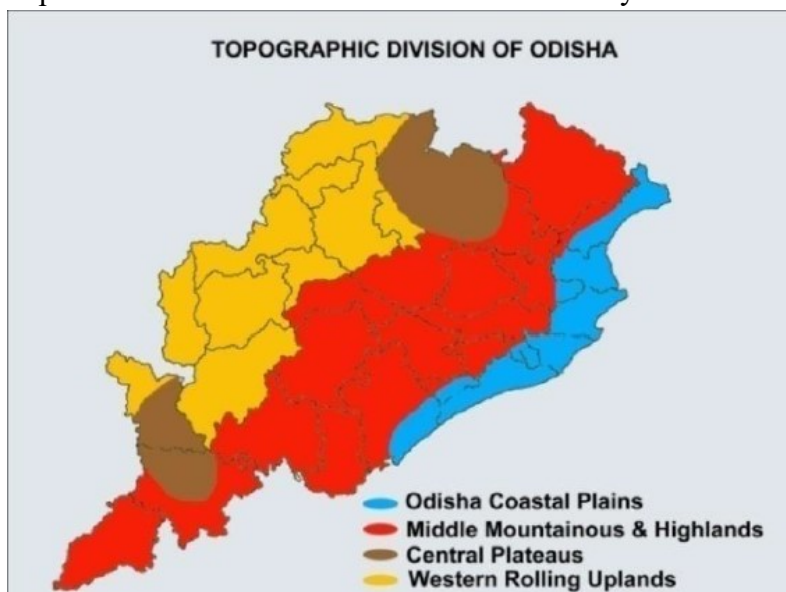 TOPOGRAPHIC DIVISION OF ODISHA
Odisha Coastal Plains
Middle Mountainous & Highlands
Central Plateaus
Western Rolling Uplands